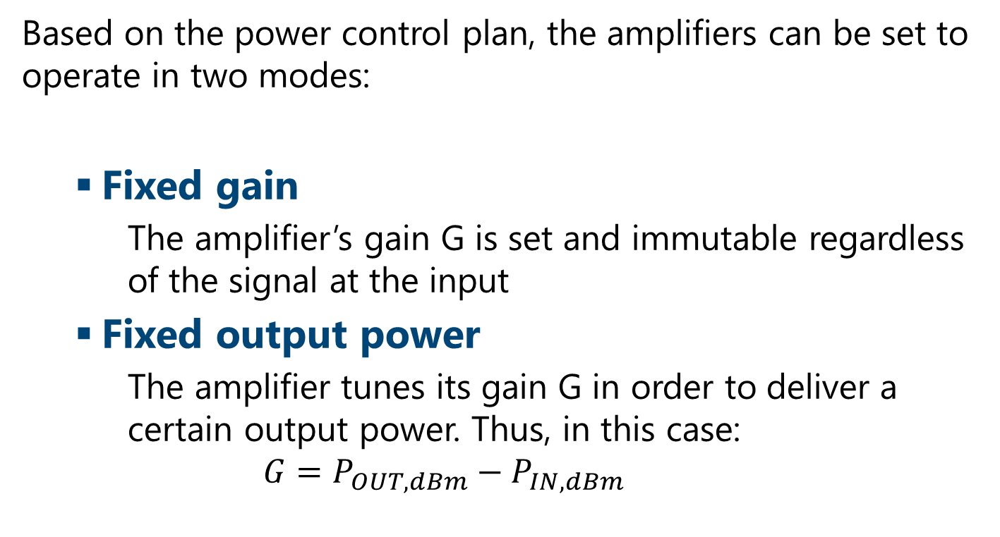 Based on the power control plan, the amplifiers can be set to
operate in two modes:
▪ Fixed gain
The amplifier’s gain G is set and immutable regardless
of the signal at the input
▪ Fixed output power
The amplifier tunes its gain G in order to deliver a
certain output power. Thus, in this case:
𝐺 = 𝑃_{𝑂𝑈𝑇,𝑑𝐵𝑚} − 𝑃_{𝐼𝑁,𝑑𝐵𝑚}